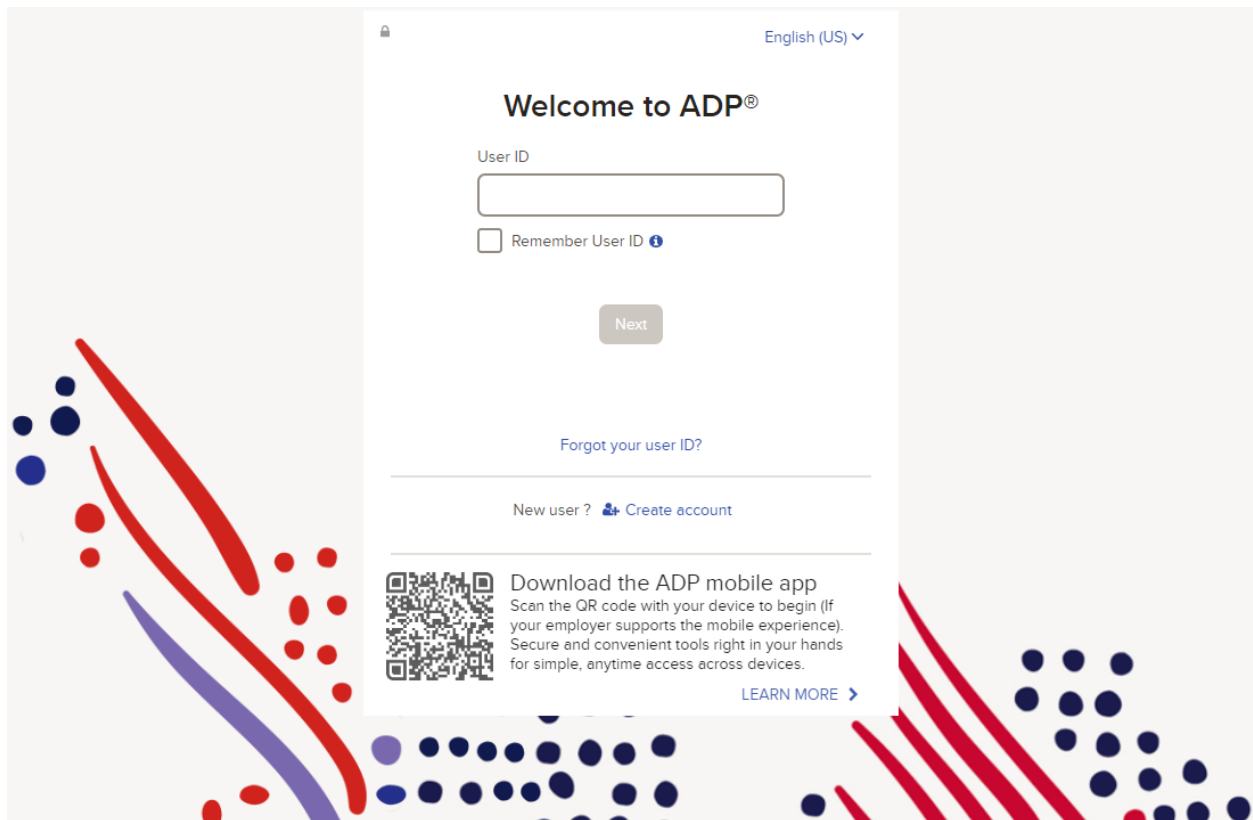 English (US)
Welcome to ADP®
User ID
Remember User ID
Next
Forgot your user ID?
New user ? Create account
Download the ADP mobile app
Scan the QR code with your device to begin (If
your employer supports the mobile experience).
Secure and convenient tools right in your hands
for simple, anytime access across devices.
LEARN MORE